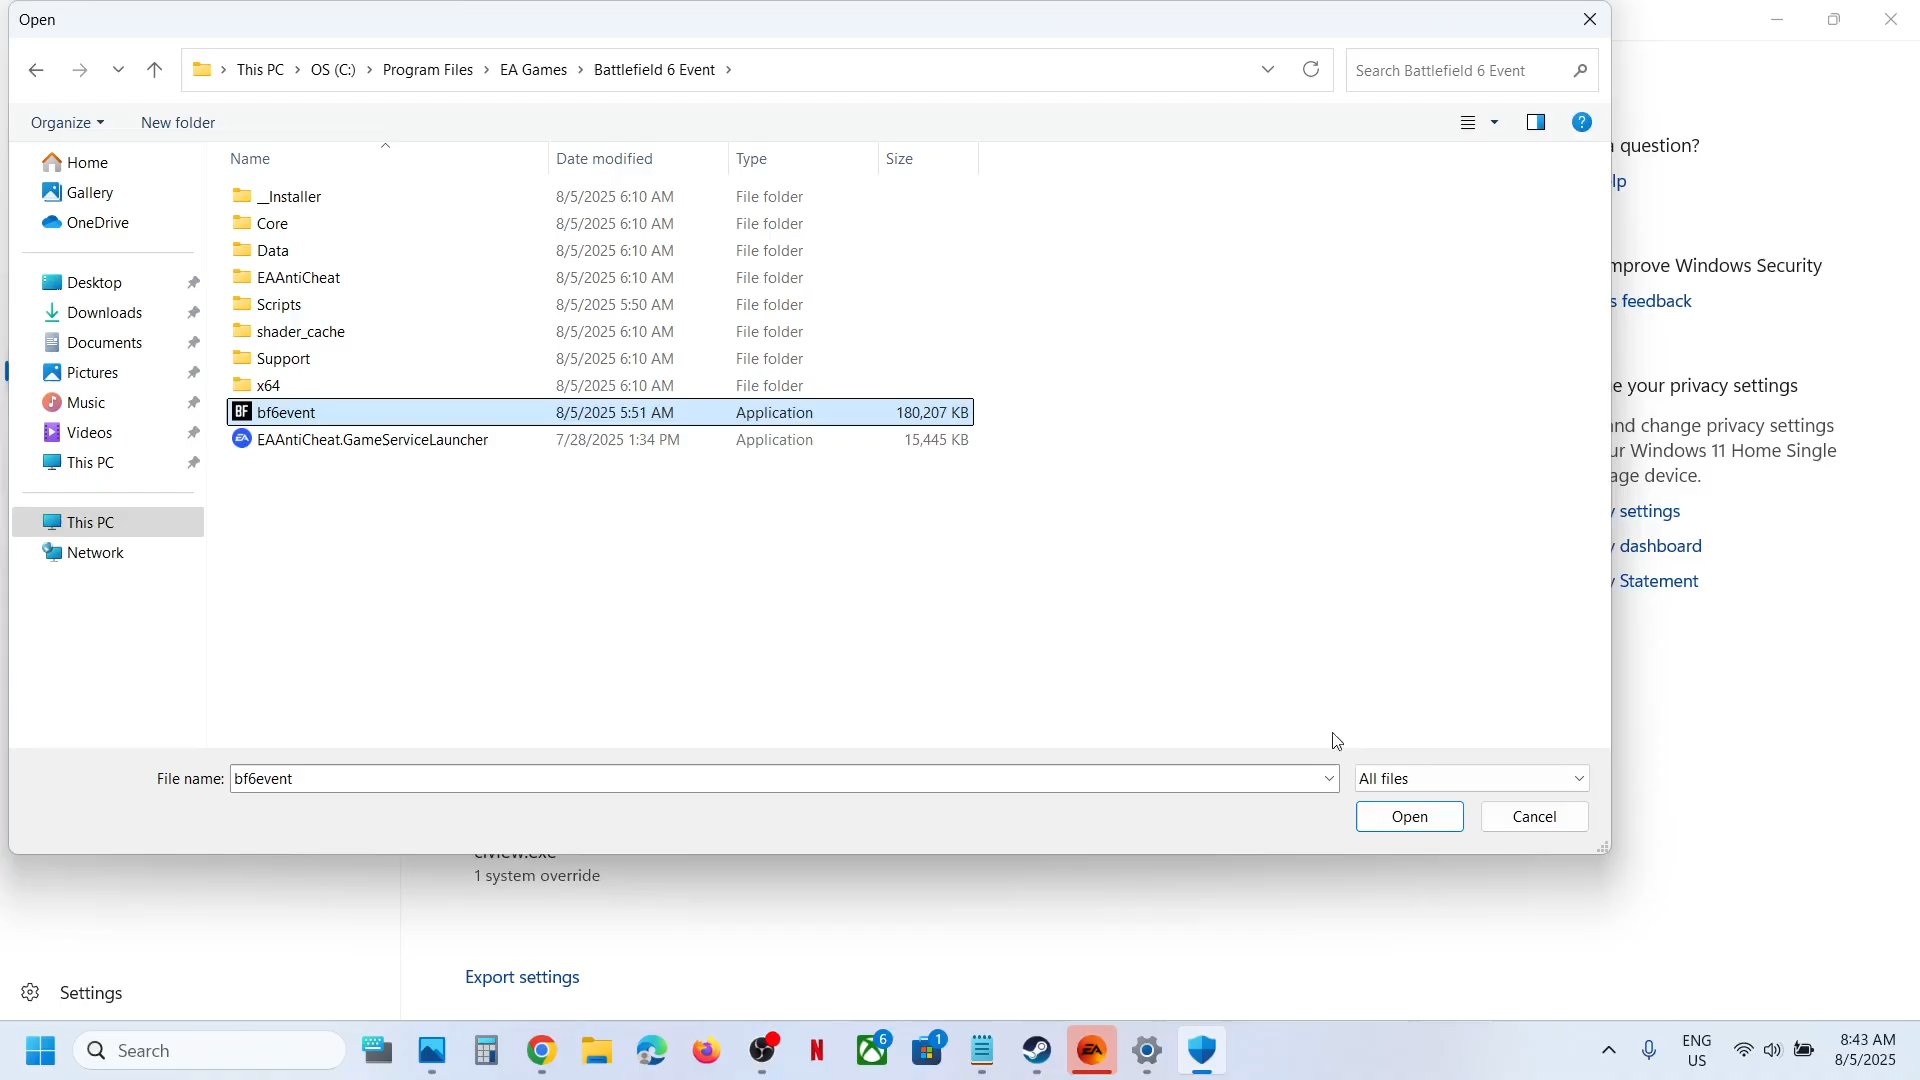 Open
This PC
OS (C:)
Program Files
EA Games
Battlefield 6 Event
Search Battlefield 6 Event
Organize
New folder
?
Name
Date modified
Type
Size
Home
Gallery
OneDrive
Desktop
Downloads
Documents
Pictures
Music
Videos
This PC
This PC
Network
__Installer 8/5/2025 6:10 AM File folder
Core 8/5/2025 6:10 AM File folder
Data 8/5/2025 6:10 AM File folder
EAAntiCheat 8/5/2025 6:10 AM File folder
Scripts 8/5/2025 5:50 AM File folder
shader_cache 8/5/2025 6:10 AM File folder
Support 8/5/2025 6:10 AM File folder
x64 8/5/2025 6:10 AM File folder
BF bf6event 8/5/2025 5:51 AM Application 180,207 KB
EA EAAntiCheat.GameServiceLauncher 7/28/2025 1:34 PM Application 15,445 KB
File name: bf6event
All files
Open
Cancel
question?
lp
mprove Windows Security
s feedback
e your privacy settings
nd change privacy settings
ur Windows 11 Home Single
age device.
y settings
y dashboard
y Statement
1 system override
Export settings
Settings
Search
N
6
1
EA
ENG
US
8:43 AM
8/5/2025